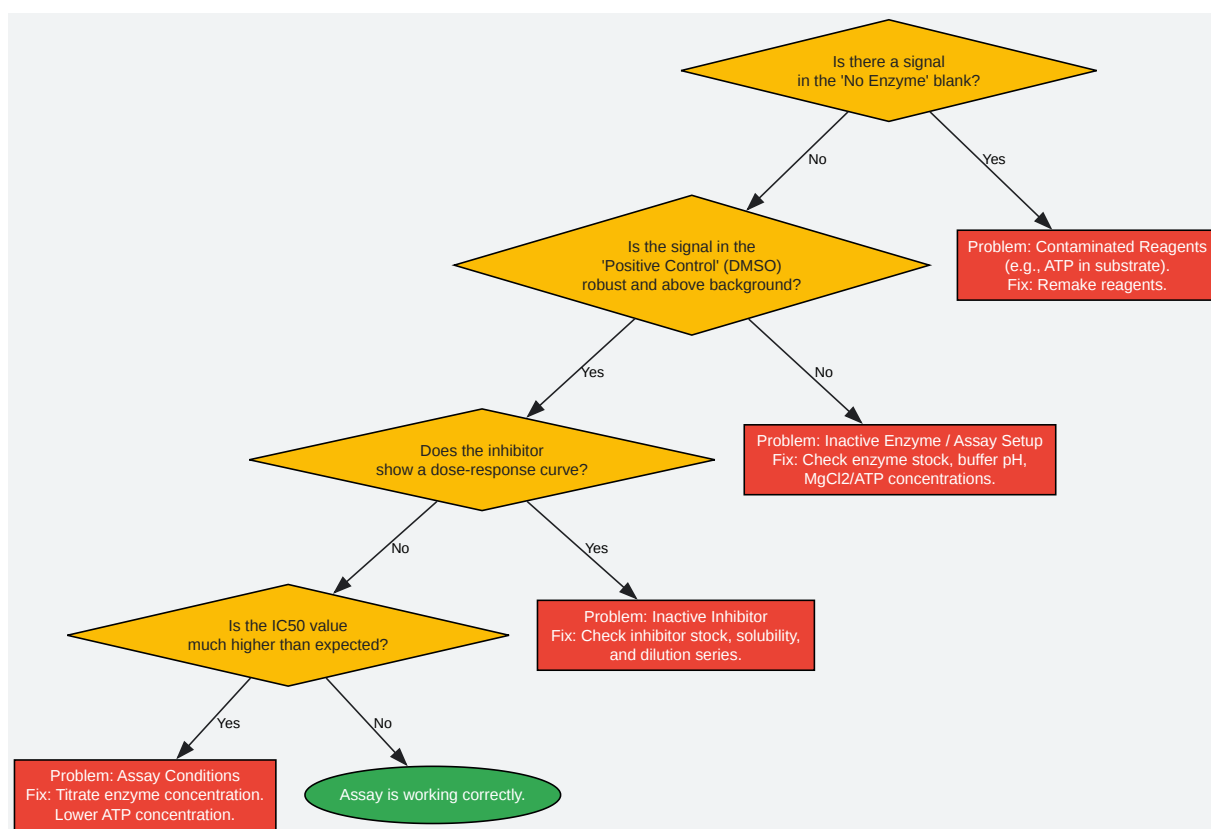 Is there a signal
in the 'No Enzyme' blank?
No
Yes
Is the signal in the
'Positive Control' (DMSO)
robust and above background?
Problem: Contaminated Reagents
(e.g., ATP in substrate).
Fix: Remake reagents.
Yes
No
Does the inhibitor
show a dose-response curve?
Problem: Inactive Enzyme / Assay Setup
Fix: Check enzyme stock, buffer pH,
MgCl2/ATP concentrations.
No
Yes
Is the IC50 value
much higher than expected?
Problem: Inactive Inhibitor
Fix: Check inhibitor stock, solubility,
and dilution series.
Yes
No
Problem: Assay Conditions
Fix: Titrate enzyme concentration.
Lower ATP concentration.
Assay is working correctly.